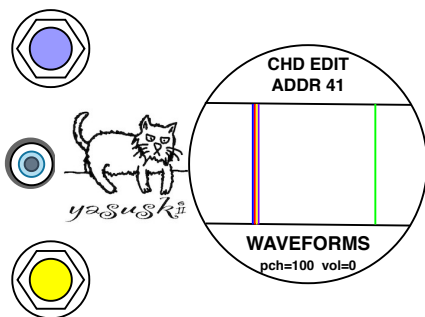 CHD EDIT
ADDR 41
yasuski
WAVEFORMS
pch=100 vol=0